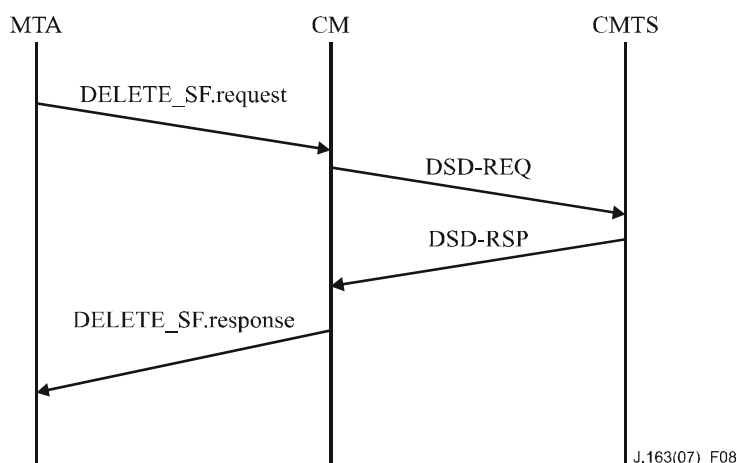 MTA
CM
CMTS
DELETE_SF.request
DSD-REQ
DSD-RSP
DELETE_SF.response
J.163(07)_F08